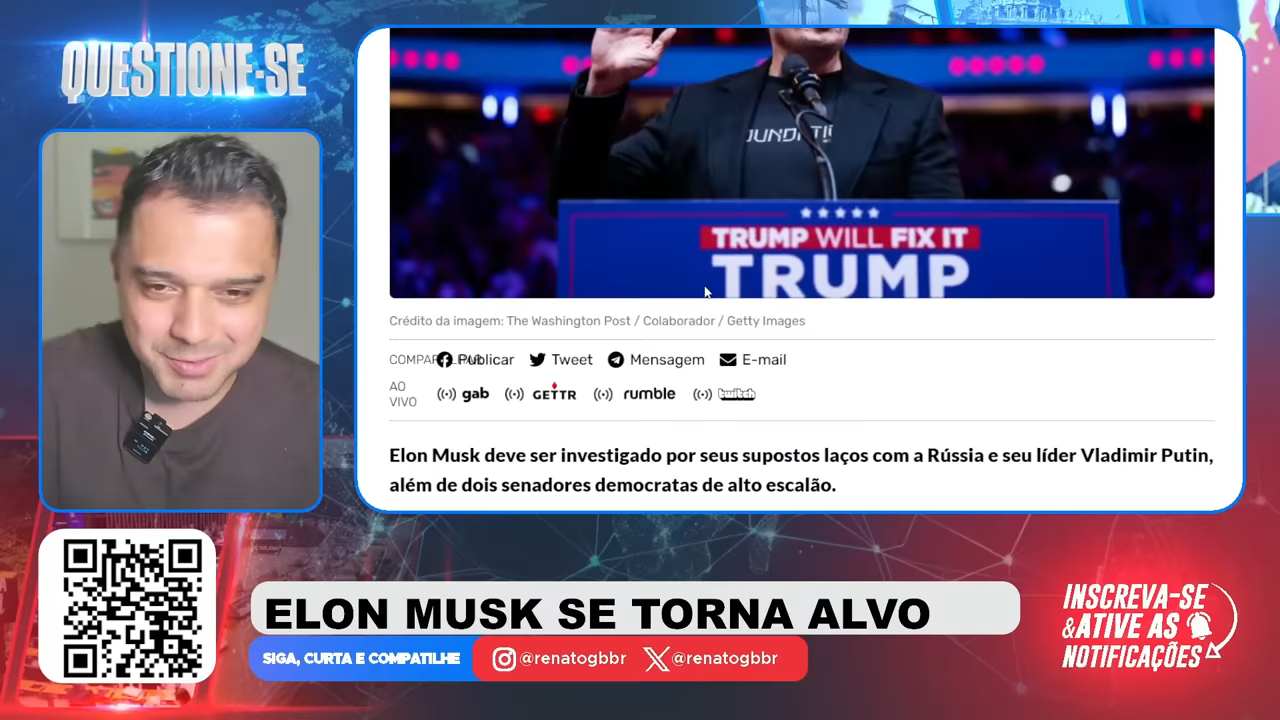 QUESTIONE-SE
TRUMP WILL FIX IT
TRUMP
Crédito da imagem: The Washington Post / Colaborador / Getty Images
Publicar
Tweet
Mensagem
E-mail
AO
VIVO
gab
GETTR
rumble
twitch
Elon Musk deve ser investigado por seus supostos laços com a Rússia e seu líder Vladimir Putin,
além de dois senadores democratas de alto escalão.
ELON MUSK SE TORNA ALVO
SIGA, CURTA E COMPATILHE
@renatogbbr
@renatogbbr
INSCREVA-SE
&ATIVE AS
NOTIFICAÇÕES